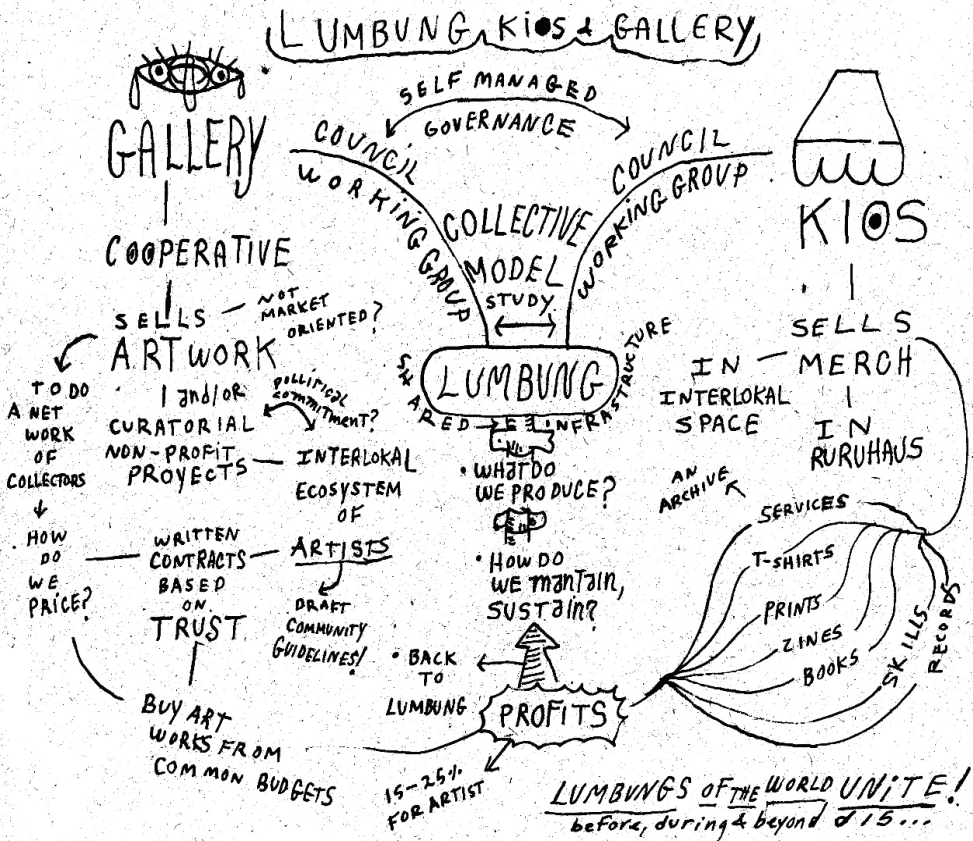 LUMBUNG KiOS & GALLERY
SELF MANAGED
GOVERNANCE
GALLERY
COUNCIL
WORKING GROUP
COLLECTIVE
MODEL
STUDY
COUNCIL
WORKING GROUP
KIOS
COOPERATIVE
SELLS
ARTWORK
NOT
MARKET
ORIENTED?
TO DO
A NET
WORK
OF
COLLECTORS
HOW
DO
WE
PRICE?
1 and/OR
CURATORIAL
NON-PROFIT
PROYECTS
POLLITICAL
COMMITMENT?
INTERLOKAL
ECOSYSTEM
OF
ARTISTS
DRAFT
COMMUNITY
GUIDELINES!
WRITTEN
CONTRACTS
BASED
ON
TRUST
BUY ART
WORKS FROM
COMMON BUDGETS
LUMBUNG
SHARED INFRASTRUCTURE
• WHAT DO
WE PRODUCE?
• HOW DO
WE MANTAIN,
SUSTAIN?
• BACK
TO
LUMBUNG
PROFITS
15-25%
FOR ARTIST
SELLS
MERCH
IN
INTERLOKAL
SPACE
IN
RURUHAUS
AN
ARCHIVE
SERVICES
T-SHIRTS
PRINTS
ZINES
BOOKS
SKILLS
RECORDS
LUMBUNGS OF THE WORLD UNiTE!
before, during & beyond d15...